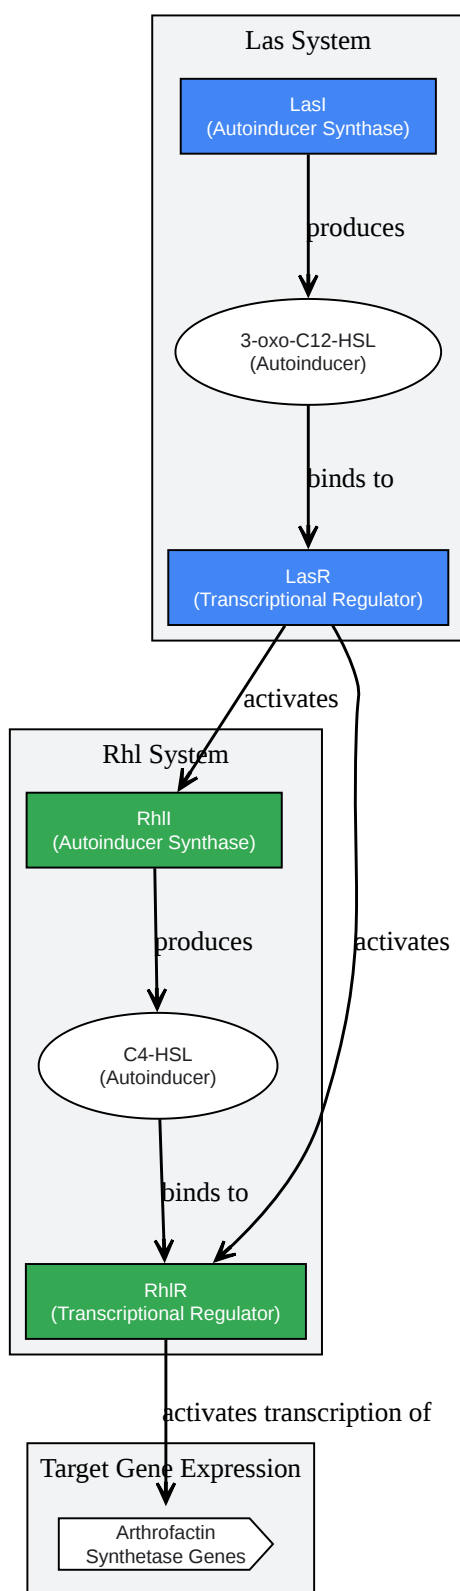 Las System
LasI
(Autoinducer Synthase)
produces
3-oxo-C12-HSL
(Autoinducer)
binds to
LasR
(Transcriptional Regulator)
activates
Rhl System
RhlI
(Autoinducer Synthase)
produces
activates
C4-HSL
(Autoinducer)
binds to
RhlR
(Transcriptional Regulator)
activates transcription of
Target Gene Expression
Arthrofactin
Synthetase Genes